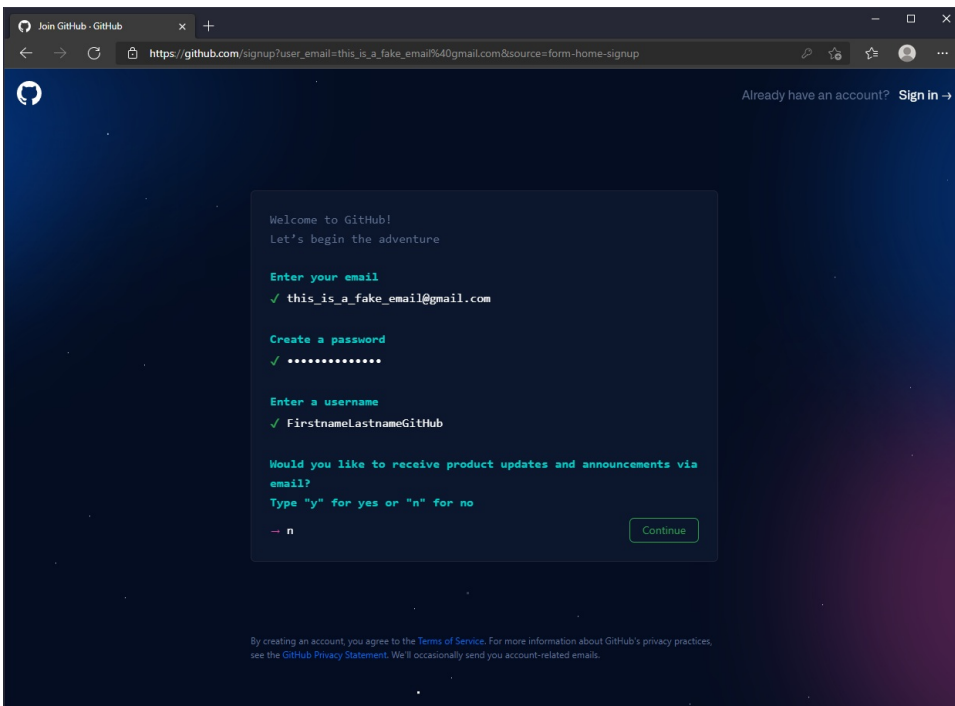 Join GitHub · GitHub
https://github.com/signup?user_email=this_is_a_fake_email%40gmail.com&source=form-home-signup
Already have an account? Sign in →
Welcome to GitHub!
Let's begin the adventure
Enter your email
✓ this_is_a_fake_email@gmail.com
Create a password
✓ ••••••••••••••
Enter a username
✓ FirstnameLastnameGitHub
Would you like to receive product updates and announcements via
email?
Type "y" for yes or "n" for no
→ n
Continue
By creating an account, you agree to the Terms of Service. For more information about GitHub's privacy practices,
see the GitHub Privacy Statement. We'll occasionally send you account-related emails.